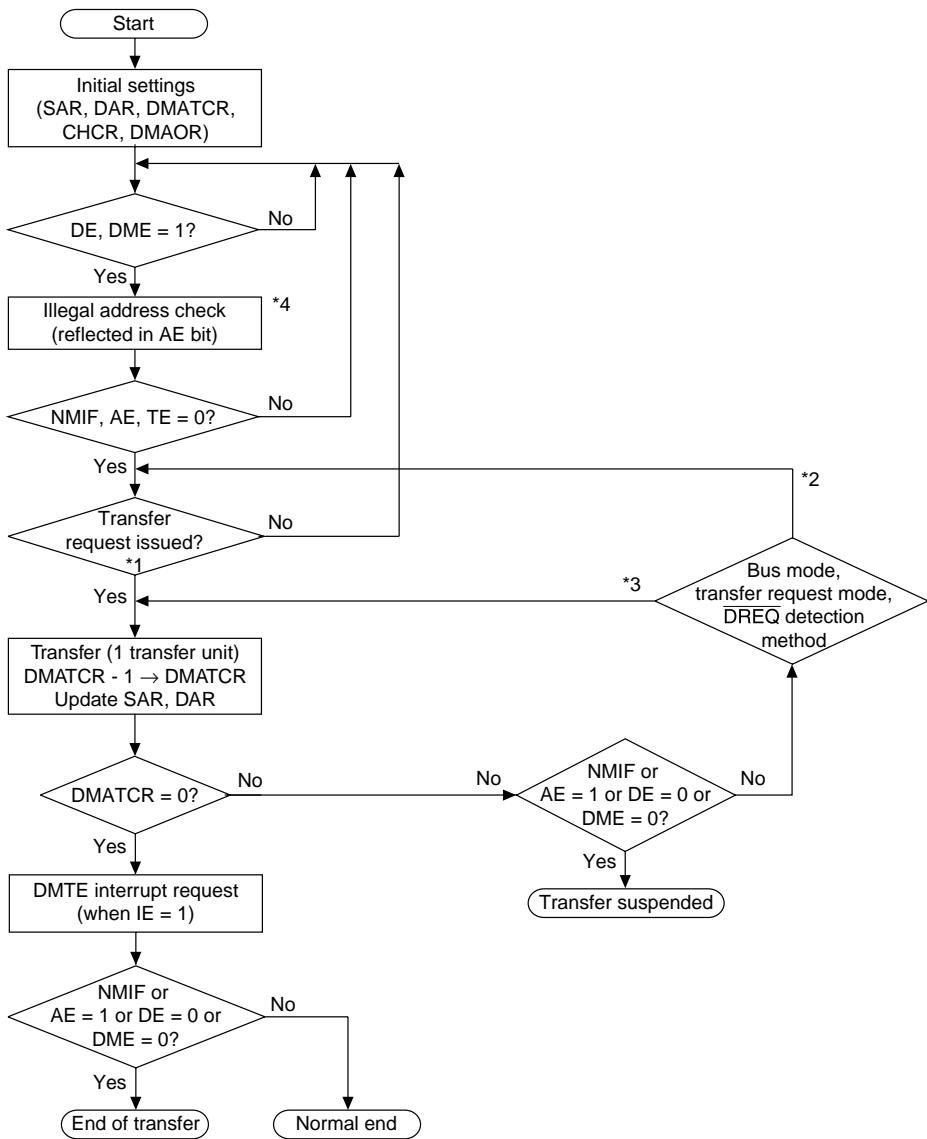 Start
Initial settings
(SAR, DAR, DMATCR,
CHCR, DMAOR)
DE, DME = 1?
No
Yes
Illegal address check
(reflected in AE bit)
*4
NMIF, AE, TE = 0?
No
Yes
*2
Transfer
request issued?
*1
No
Bus mode,
transfer request mode,
DREQ detection
method
*3
Yes
Transfer (1 transfer unit)
DMATCR - 1 → DMATCR
Update SAR, DAR
DMATCR = 0?
No
No
NMIF or
AE = 1 or DE = 0 or
DME = 0?
No
Yes
Yes
DMTE interrupt request
(when IE = 1)
Transfer suspended
NMIF or
AE = 1 or DE = 0 or
DME = 0?
No
Yes
End of transfer
Normal end